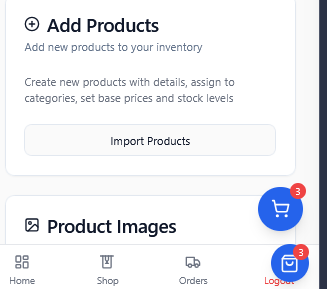 Add Products
Add new products to your inventory
Create new products with details, assign to
categories, set base prices and stock levels
Import Products
3
Product Images
3
Home
Shop
Orders
Logout